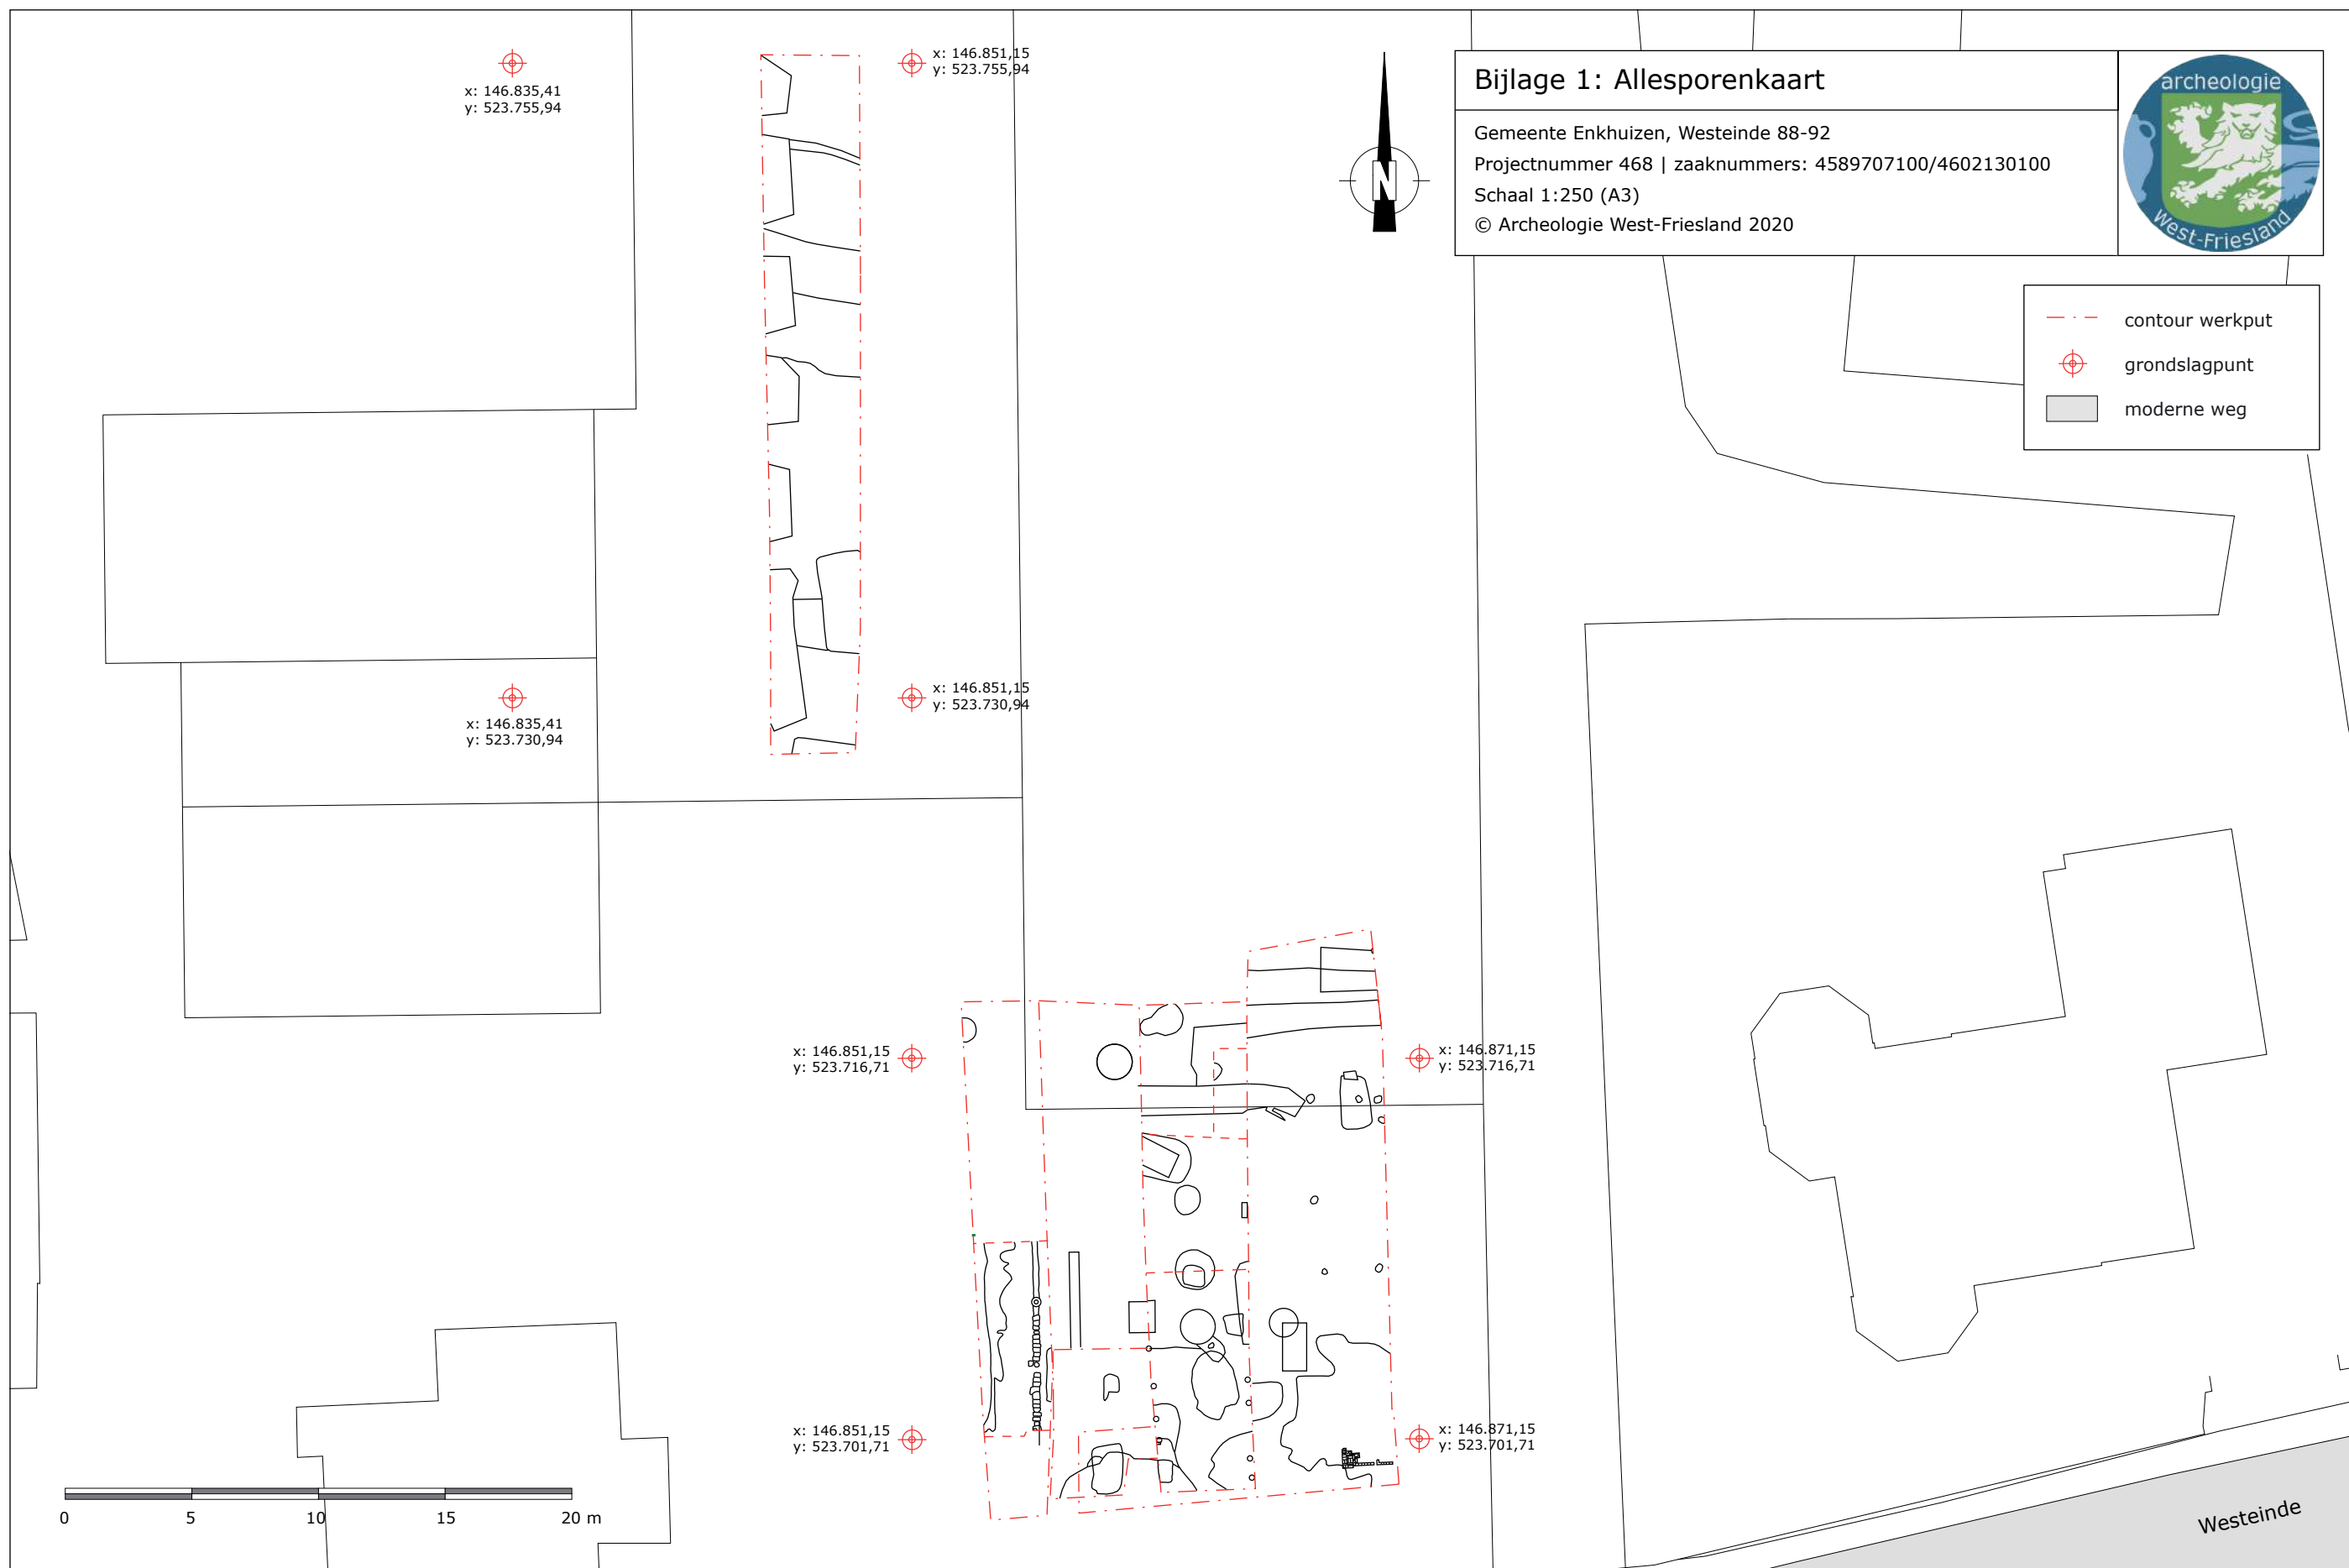 x: 146.835,41
y: 523.755,94
x: 146.851,15
y: 523.755,94
N
Bijlage 1: Allesporenkaart
Gemeente Enkhuizen, Westeinde 88-92
Projectnummer 468 | zaaknummers: 4589707100/4602130100
Schaal 1:250 (A3)
© Archeologie West-Friesland 2020
archeologie
West-Friesland
contour werkput
grondslagpunt
moderne weg
x: 146.835,41
y: 523.730,94
x: 146.851,15
y: 523.730,94
x: 146.851,15
y: 523.716,71
x: 146.871,15
y: 523.716,71
x: 146.851,15
y: 523.701,71
x: 146.871,15
y: 523.701,71
0 5 10 15 20 m
Westeinde